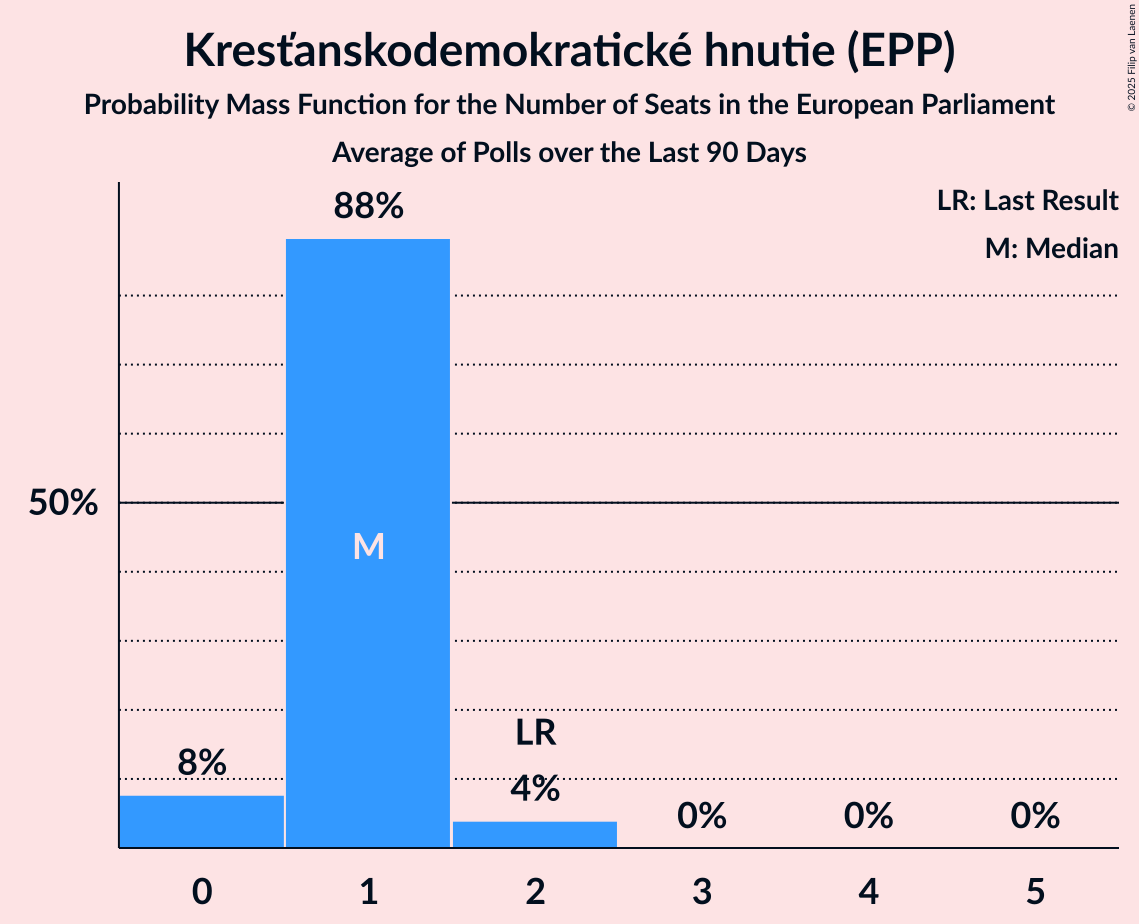 Kresťanskodemokratické hnutie (EPP)
Probability Mass Function for the Number of Seats in the European Parliament
Average of Polls over the Last 90 Days
© 2025 Filip van Laenen
LR: Last Result
M: Median
88%
50%
M
LR
8%
4%
0%
0%
0%
0
1
2
3
4
5